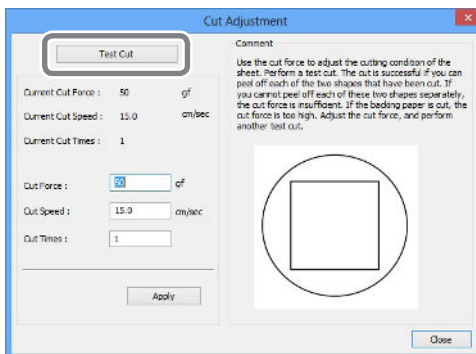 Cut Adjustment
Test Cut
Current Cut Force : 50 gf
Current Cut Speed : 15.0 cm/sec
Current Cut Times : 1
Cut Force : 50 gf
Cut Speed : 15.0 cm/sec
Cut Times : 1
Apply
Comment
Use the cut force to adjust the cutting condition of the
sheet. Perform a test cut. The cut is successful if you can
peel off each of the two shapes that have been cut. If
you cannot peel off each of these two shapes separately,
the cut force is insufficient. If the backing paper is cut, the
cut force is too high. Adjust the cut force, and perform
another test cut.
Close